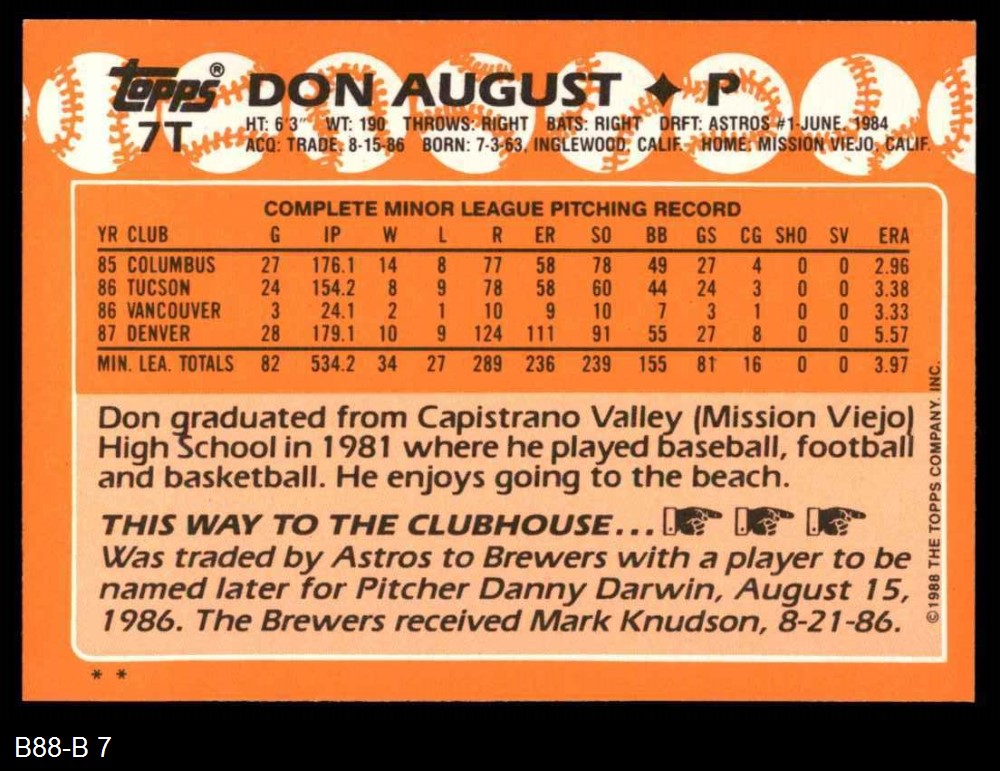 topps® DON AUGUST ♦ P
7T HT: 6'3" WT: 190 THROWS: RIGHT BATS: RIGHT DRFT: ASTROS #1-JUNE, 1984
ACQ: TRADE, 8-15-86 BORN: 7-3-63, INGLEWOOD, CALIF. HOME: MISSION VIEJO, CALIF.
COMPLETE MINOR LEAGUE PITCHING RECORD
YR CLUB G IP W L R ER SO BB GS CG SHO SV ERA
85 COLUMBUS 27 176.1 14 8 77 58 78 49 27 4 0 0 2.96
86 TUCSON 24 154.2 8 9 78 58 60 44 24 3 0 0 3.38
86 VANCOUVER 3 24.1 2 1 10 9 10 7 3 1 0 0 3.33
87 DENVER 28 179.1 10 9 124 111 91 55 27 8 0 0 5.57
MIN. LEA. TOTALS 82 534.2 34 27 289 236 239 155 81 16 0 0 3.97
Don graduated from Capistrano Valley (Mission Viejo)
High School in 1981 where he played baseball, football
and basketball. He enjoys going to the beach.
THIS WAY TO THE CLUBHOUSE...
Was traded by Astros to Brewers with a player to be
named later for Pitcher Danny Darwin, August 15,
1986. The Brewers received Mark Knudson, 8-21-86.
©1988 THE TOPPS COMPANY, INC.
* *
B88-B 7